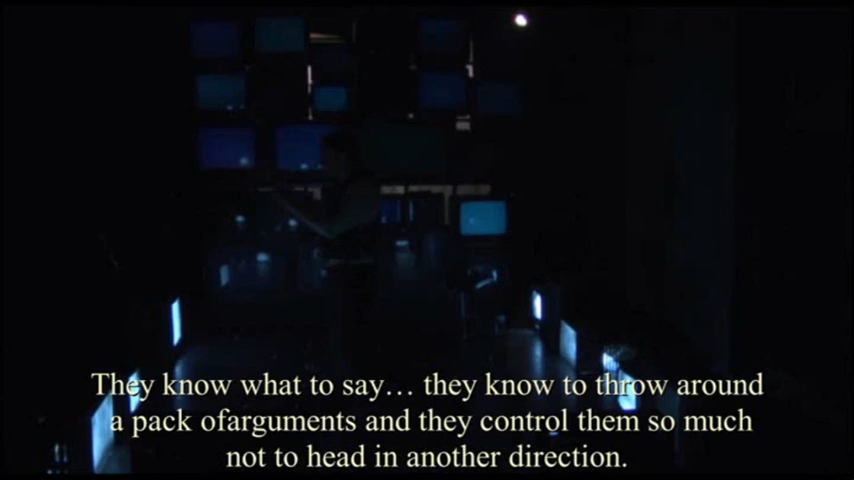 They know what to say… they know to throw around
a pack ofarguments and they control them so much
not to head in another direction.